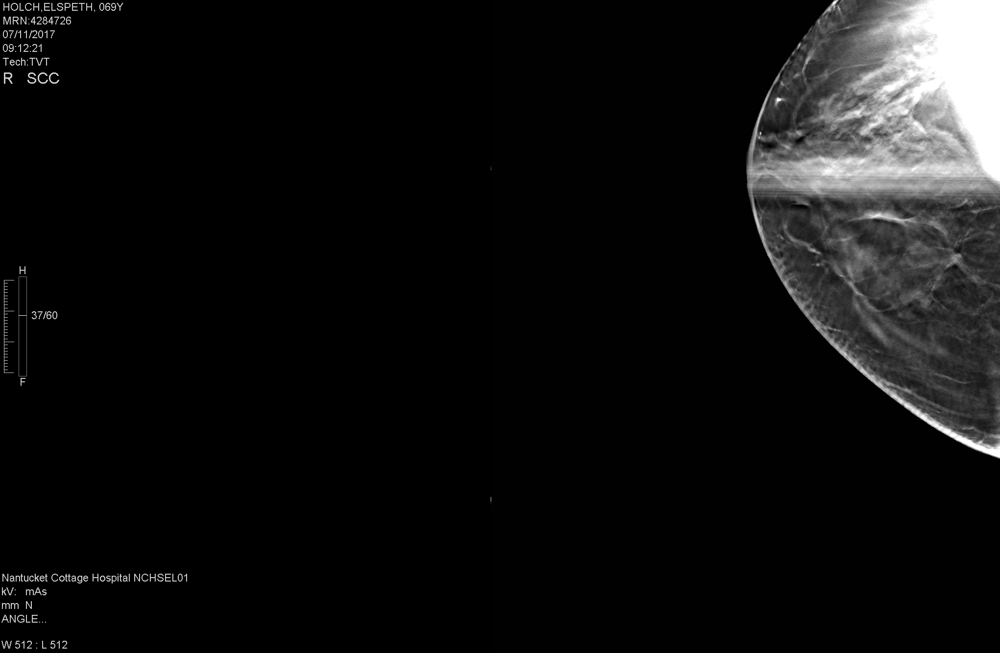 HOLCH,ELSPETH, 069Y
MRN:4284726
07/11/2017
09:12:21
Tech:TVT
R SCC
H
37/60
F
Nantucket Cottage Hospital NCHSEL01
kV: mAs
mm N
ANGLE...
W 512 : L 512